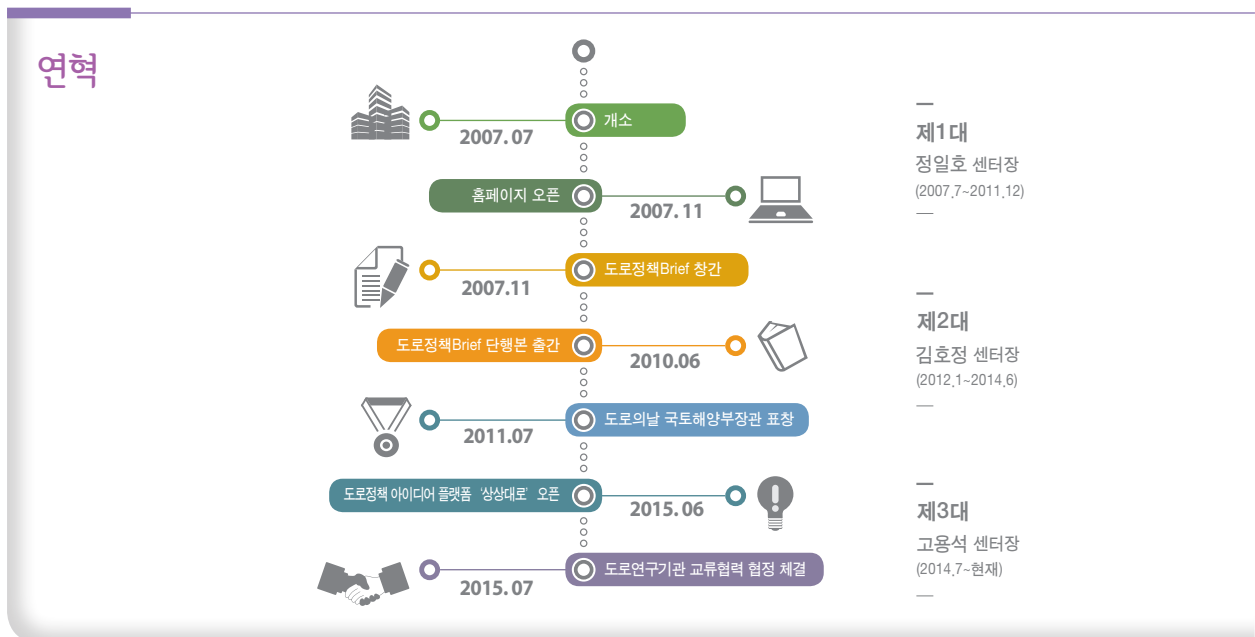 연혁
2007.07
개소
홈페이지 오픈
2007.11
2007.11
도로정책Brief 창간
도로정책Brief 단행본 출간
2010.06
2011.07
도로의날 국토해양부장관 표창
도로정책 아이디어 플랫폼 ‘상상대로’ 오픈
2015.06
2015.07
도로연구기관 교류협력 협정 체결
제1대
정일호 센터장
(2007.7~2011.12)
제2대
김호정 센터장
(2012.1~2014.6)
제3대
고용석 센터장
(2014.7~현재)